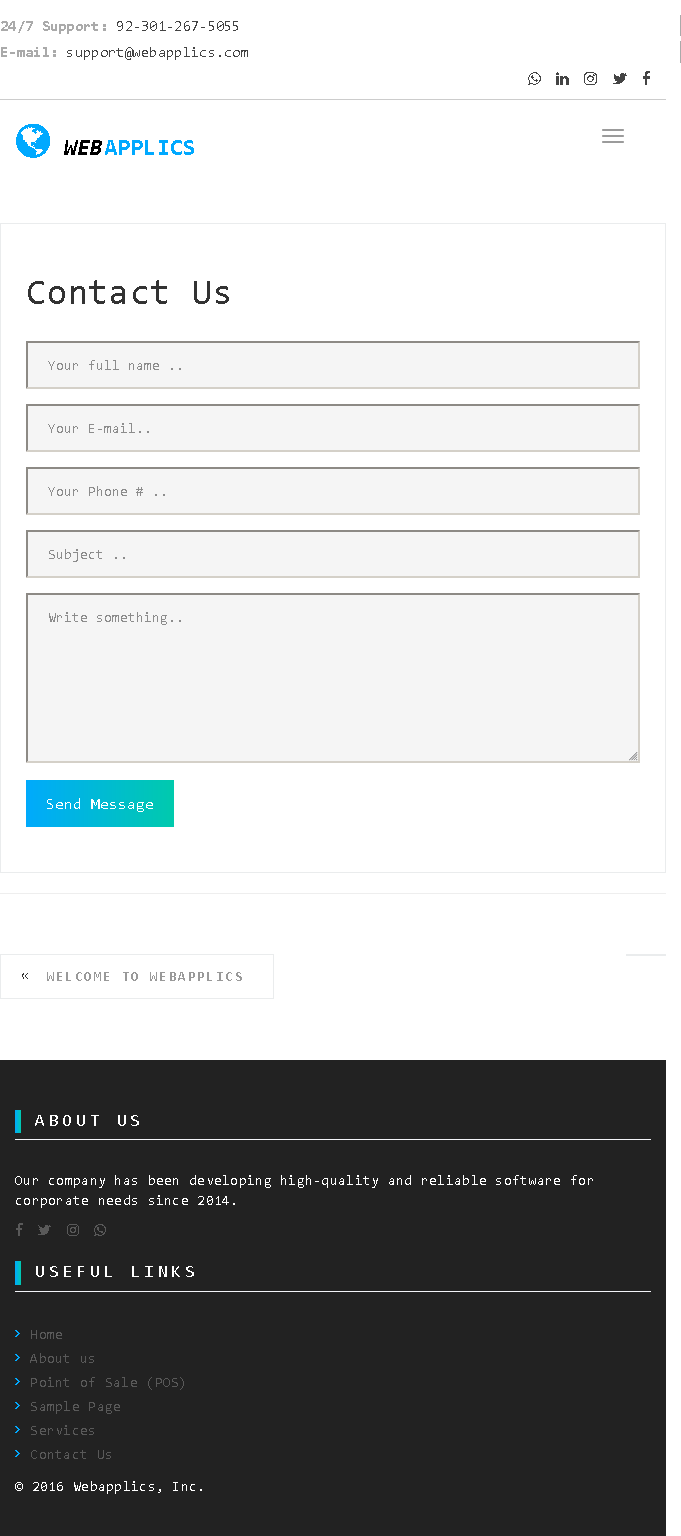 24/7 Support: 92-301-267-5055
E-mail: support@webapplics.com
WEBAPPLICS
Contact Us
Your full name ..
Your E-mail..
Your Phone # ..
Subject ..
Write something..
Send Message
« WELCOME TO WEBAPPLICS
ABOUT US
Our company has been developing high-quality and reliable software for
corporate needs since 2014.
USEFUL LINKS
Home
About us
Point of Sale (POS)
Sample Page
Services
Contact Us
© 2016 Webapplics, Inc.